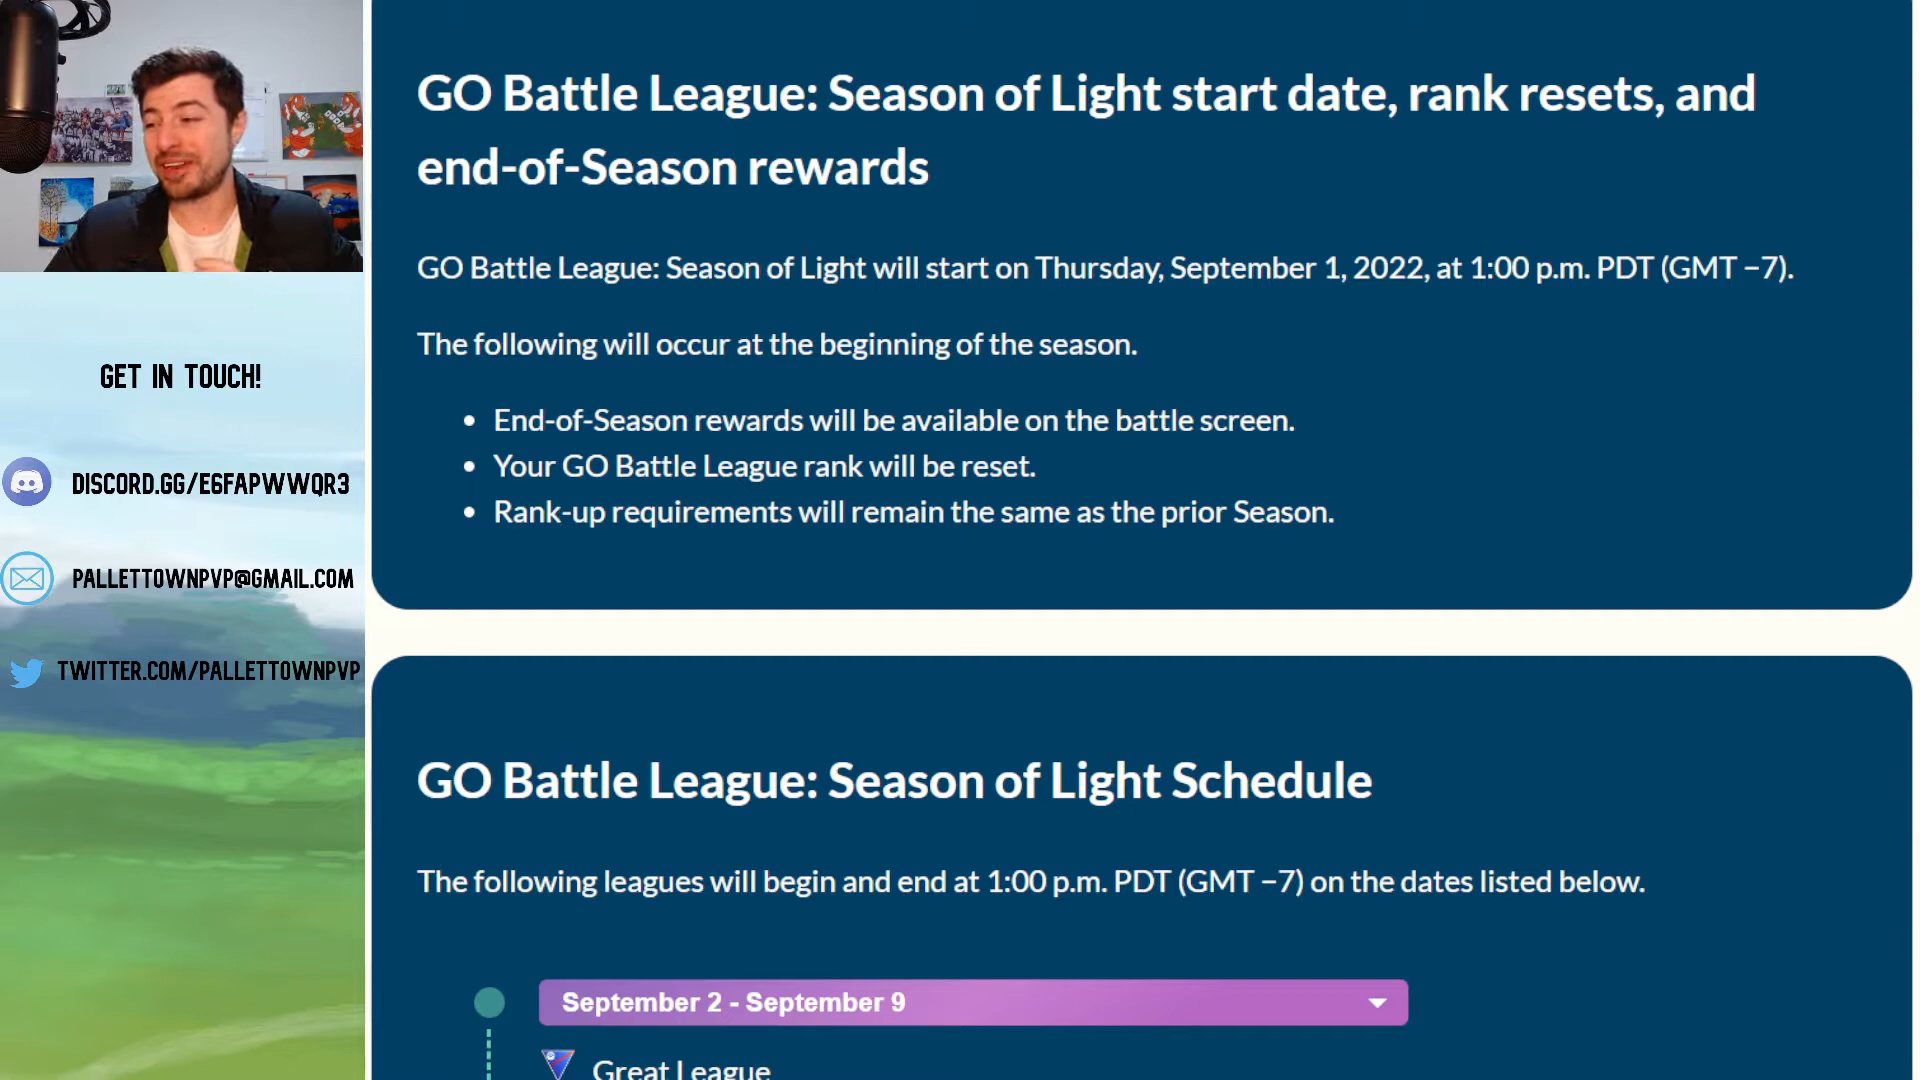 GO Battle League: Season of Light start date, rank resets, and
end-of-Season rewards
GO Battle League: Season of Light will start on Thursday, September 1, 2022, at 1:00 p.m. PDT (GMT −7).
The following will occur at the beginning of the season.
End-of-Season rewards will be available on the battle screen.
Your GO Battle League rank will be reset.
Rank-up requirements will remain the same as the prior Season.
GET IN TOUCH!
DISCORD.GG/E6FAPWWQR3
PALLETTOWNPVP@GMAIL.COM
TWITTER.COM/PALLETTOWNPVP
GO Battle League: Season of Light Schedule
The following leagues will begin and end at 1:00 p.m. PDT (GMT −7) on the dates listed below.
September 2 - September 9
Great League